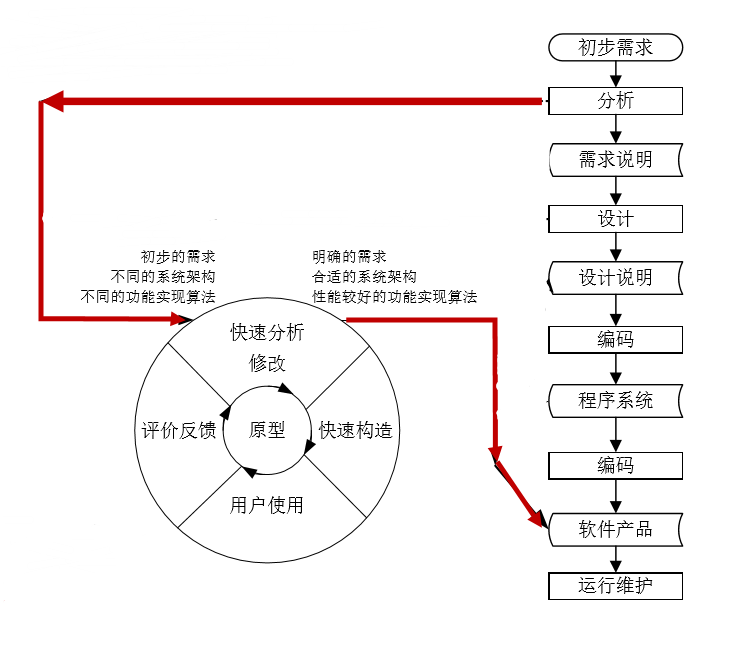 初步需求
分析
需求说明
设计
设计说明
编码
程序系统
编码
软件产品
运行维护
初步的需求
不同的系统架构
不同的功能实现算法
明确的需求
合适的系统架构
性能较好的功能实现算法
快速分析
修改
评价反馈
原型
快速构造
用户使用